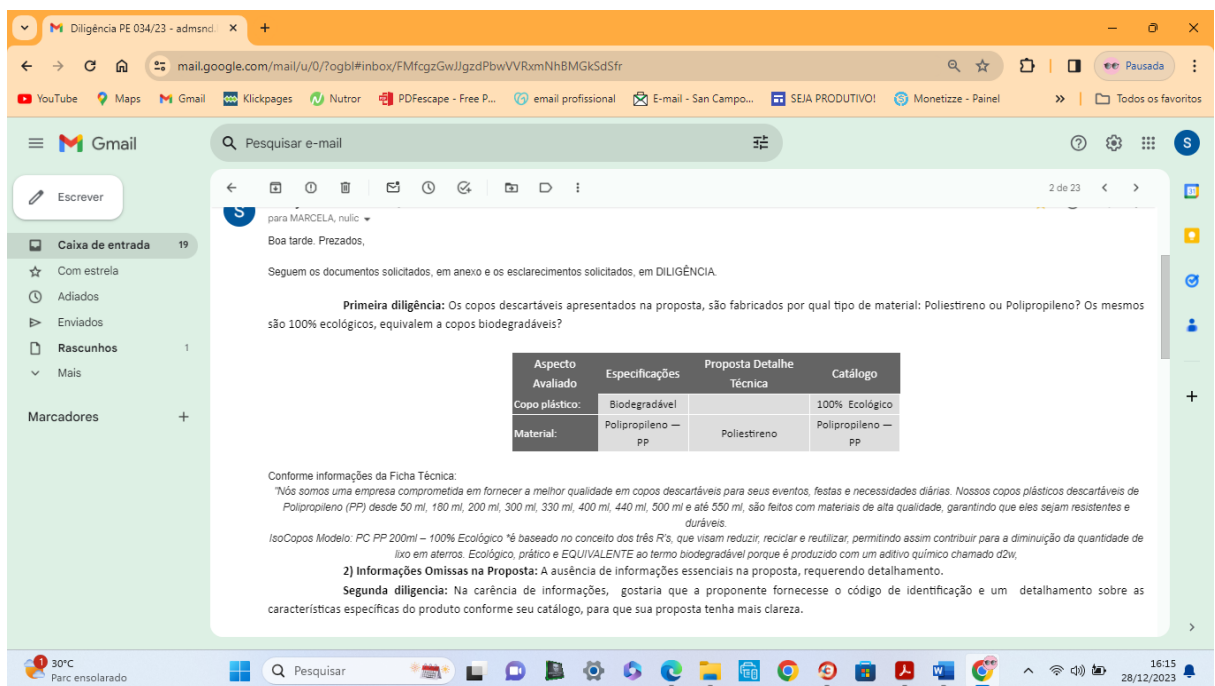 Diligência PE 034/23 - admsnd.
mail.google.com/mail/u/0/?ogbl#inbox/FMfcgzGwJJgzdPbwVVRxmNhBMGkSdSfr
Pausada
YouTube Maps Gmail Klickpages Nutror PDFescape - Free P... email profissional E-mail - San Campo... SEJA PRODUTIVO! Monetizze - Painel » Todos os favoritos
Gmail
Pesquisar e-mail
S
Escrever
2 de 23
Caixa de entrada 19
Com estrela
Adiados
Enviados
Rascunhos 1
Mais
Marcadores +
S
para MARCELA, nulic
Boa tarde. Prezados,
Seguem os documentos solicitados, em anexo e os esclarecimentos solicitados, em DILIGÊNCIA.
Primeira diligência: Os copos descartáveis apresentados na proposta, são fabricados por qual tipo de material: Poliestireno ou Polipropileno? Os mesmos
são 100% ecológicos, equivalem a copos biodegradáveis?
Aspecto Avaliado Especificações Proposta Detalhe Técnica Catálogo
Copo plástico: Biodegradável 100% Ecológico
Material: Polipropileno — PP Poliestireno Polipropileno — PP
Conforme informações da Ficha Técnica:
"Nós somos uma empresa comprometida em fornecer a melhor qualidade em copos descartáveis para seus eventos, festas e necessidades diárias. Nossos copos plásticos descartáveis de
Polipropileno (PP) desde 50 ml, 180 ml, 200 ml, 300 ml, 330 ml, 400 ml, 440 ml, 500 ml e até 550 ml, são feitos com materiais de alta qualidade, garantindo que eles sejam resistentes e
duráveis.
IsoCopos Modelo: PC PP 200ml – 100% Ecológico *é baseado no conceito dos três R's, que visam reduzir, reciclar e reutilizar, permitindo assim contribuir para a diminuição da quantidade de
lixo em aterros. Ecológico, prático e EQUIVALENTE ao termo biodegradável porque é produzido com um aditivo químico chamado d2w,
2) Informações Omissas na Proposta: A ausência de informações essenciais na proposta, requerendo detalhamento.
Segunda diligencia: Na carência de informações, gostaria que a proponente fornecesse o código de identificação e um detalhamento sobre as
características específicas do produto conforme seu catálogo, para que sua proposta tenha mais clareza.
1
30°C
Parc ensolarado
Pesquisar
16:15
28/12/2023